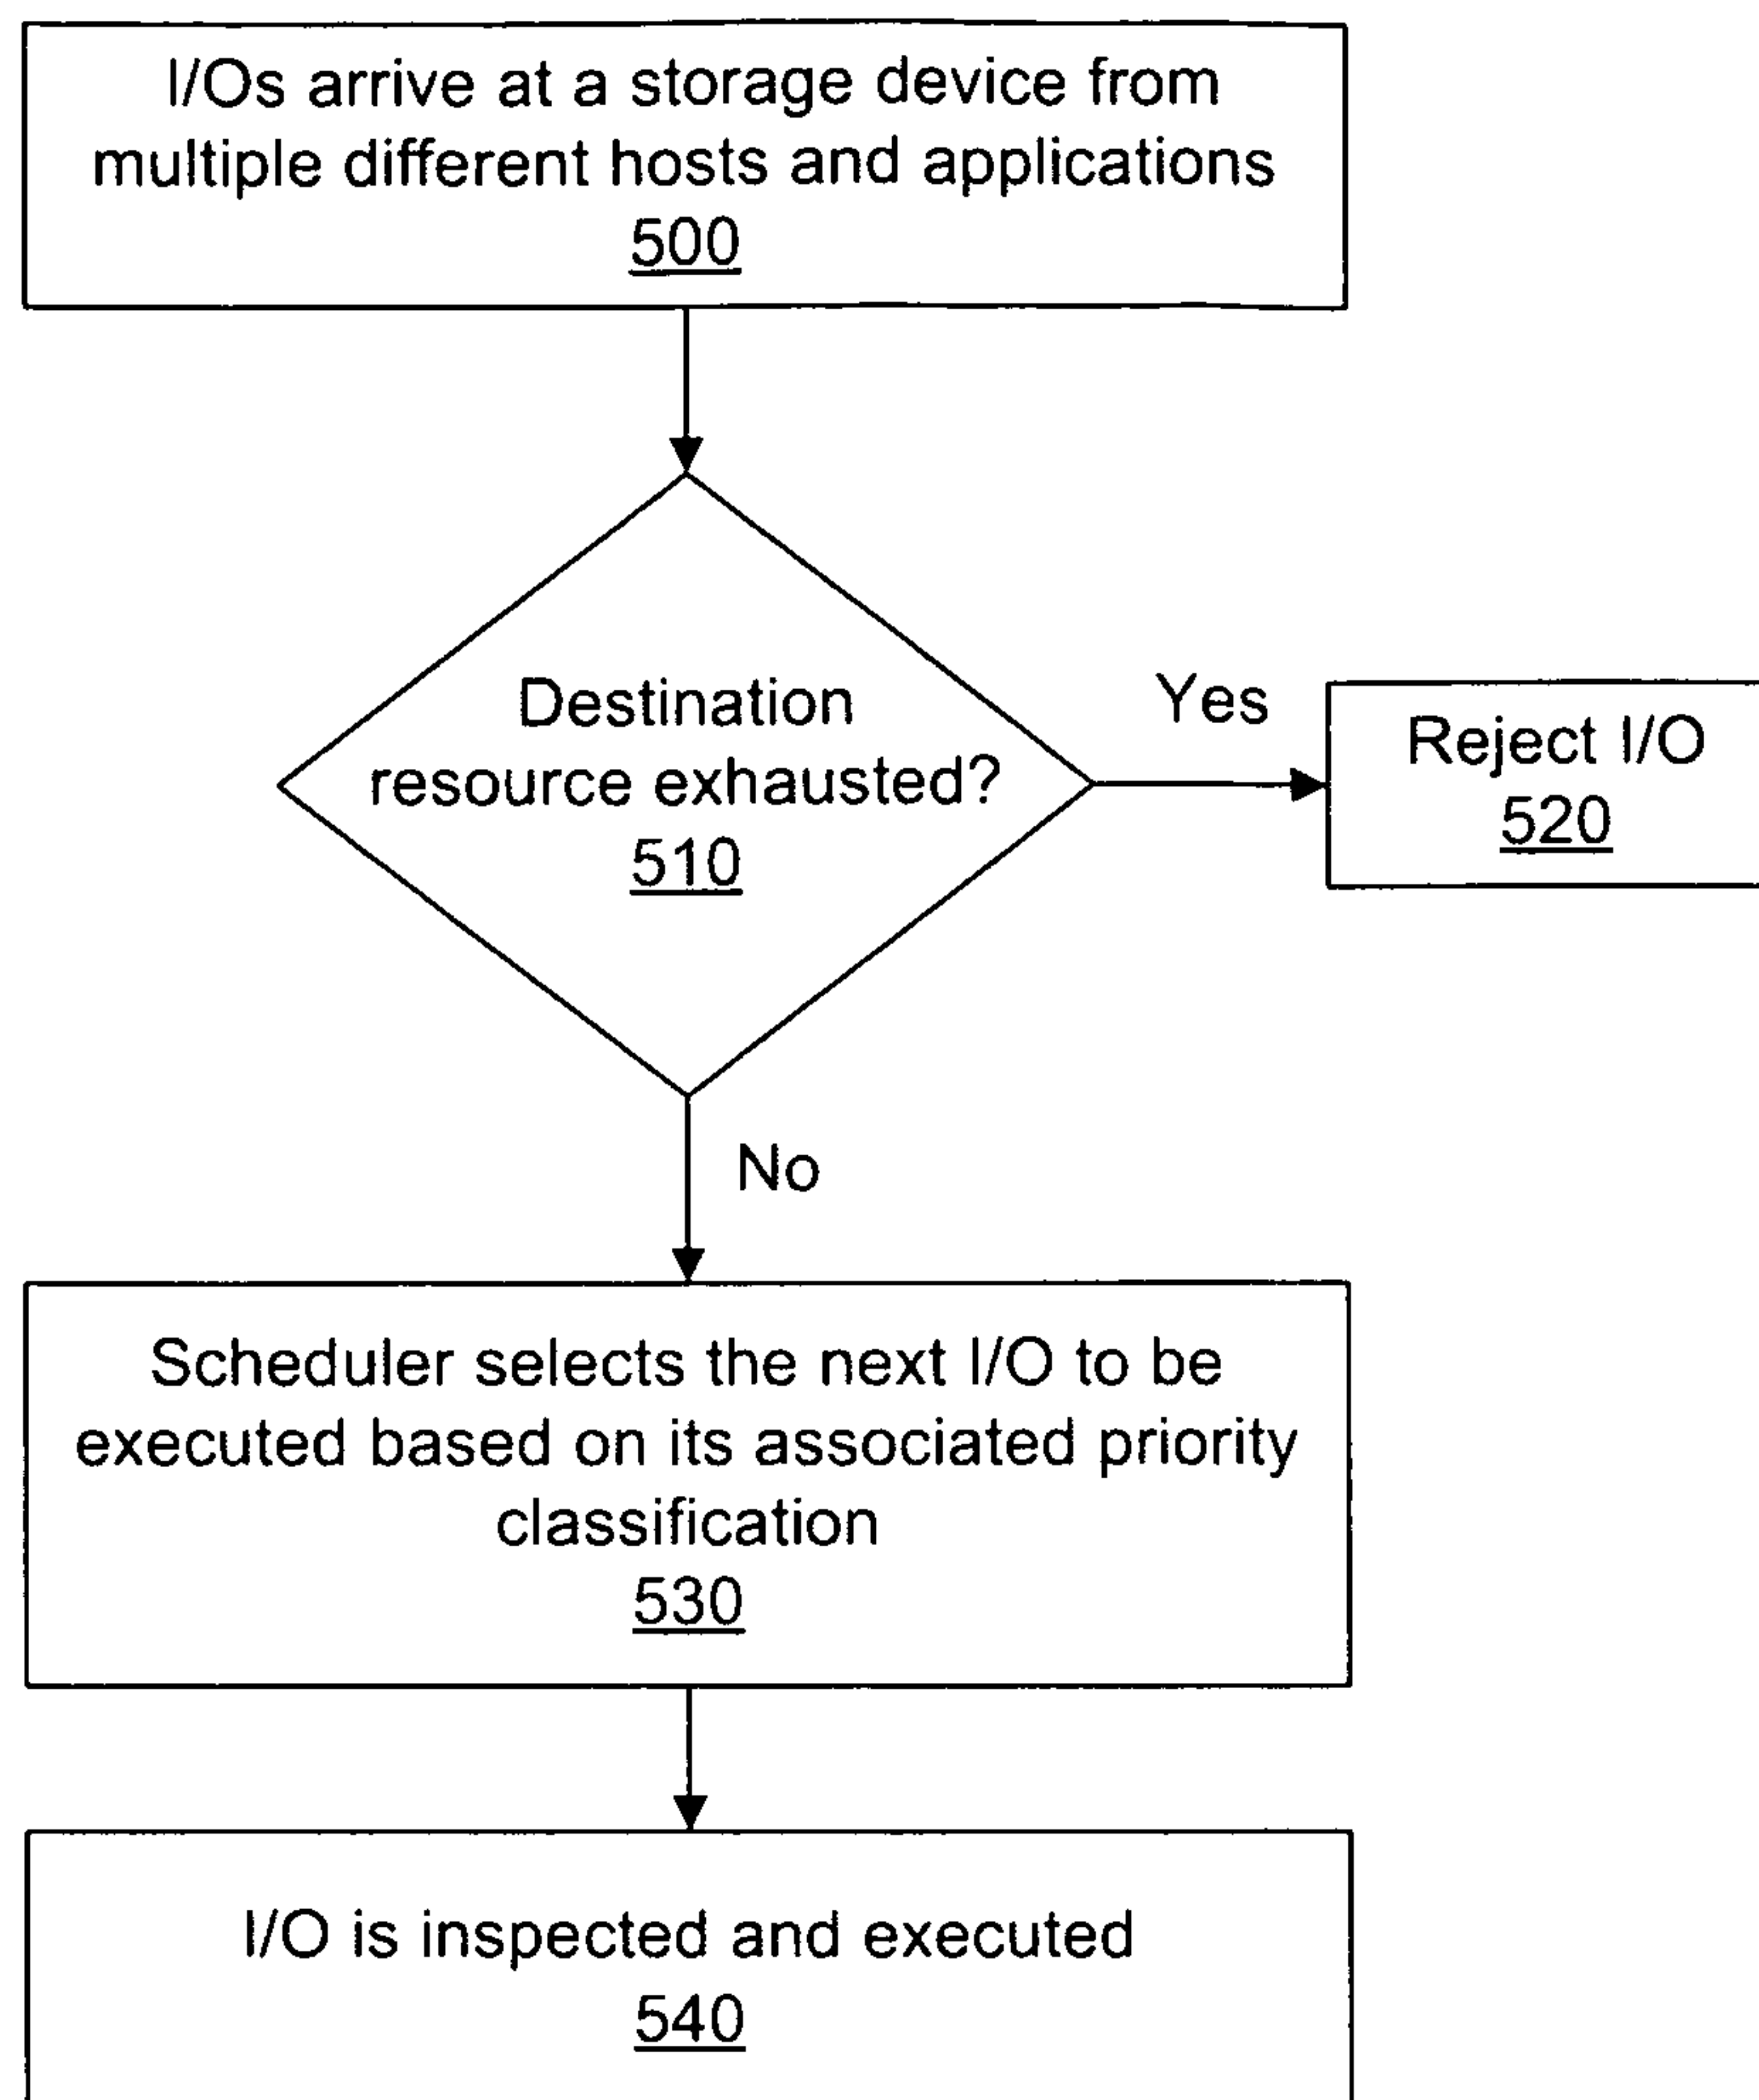 I/Os arrive at a storage device from
multiple different hosts and applications
500
Destination
resource exhausted?
510
Yes
Reject I/O
520
No
Scheduler selects the next I/O to be
executed based on its associated priority
classification
530
I/O is inspected and executed
540